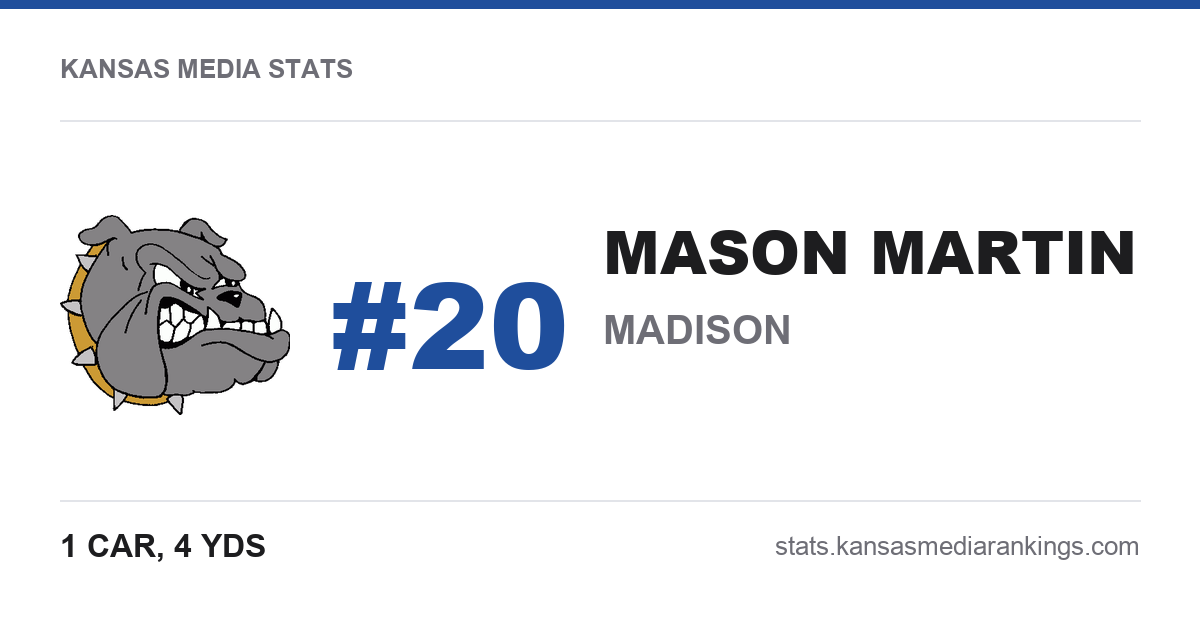 KANSAS MEDIA STATS
#20
MASON MARTIN
MADISON
1 CAR, 4 YDS
stats.kansasmediarankings.com